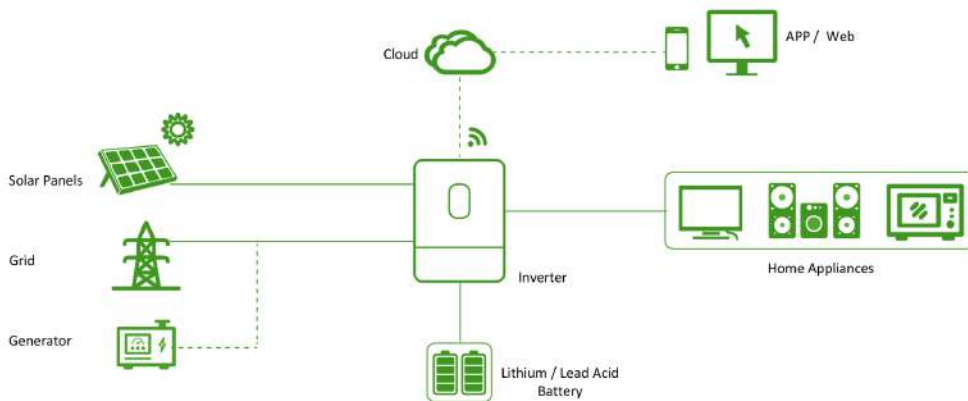 Cloud
APP / Web
Solar Panels
Grid
Inverter
Home Appliances
Generator
Lithium / Lead Acid
Battery